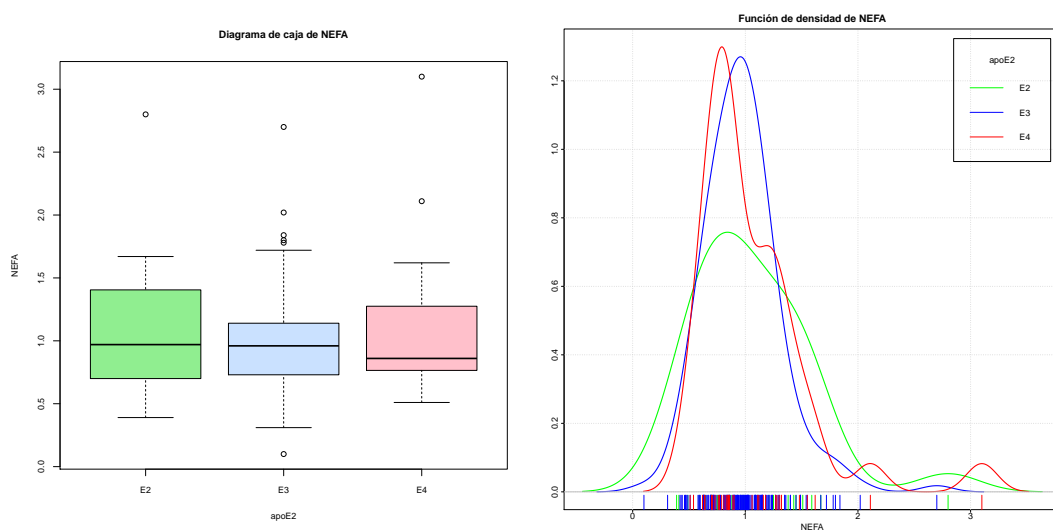 Diagrama de caja de NEFA
NEFA
3.0
2.5
2.0
1.5
1.0
0.5
0.0
E2
E3
E4
apoE2
Función de densidad de NEFA
apoE2
E2
E3
E4
1.2
1.0
0.8
0.6
0.4
0.2
0.0
0
1
2
3
NEFA